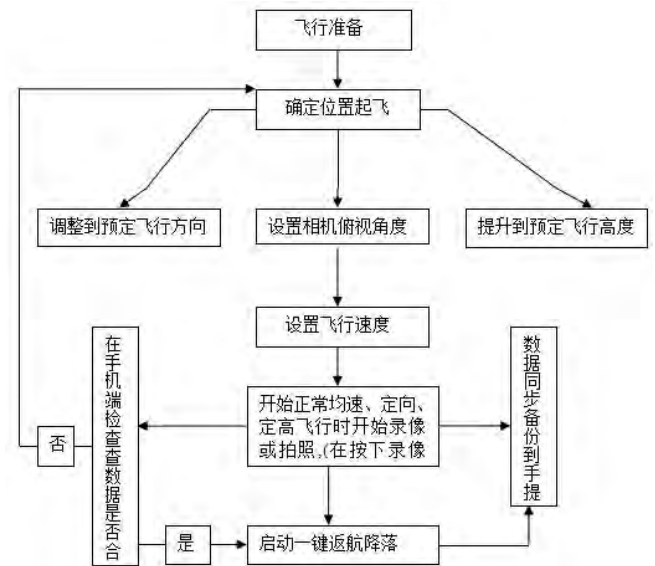 飞行准备
确定位置起飞
调整到预定飞行方向
设置相机俯视角度
提升到预定飞行高度
设置飞行速度
在手机端检查查数据是否合
开始正常均速、定向、
定高飞行时开始录像
或拍照,(在按下录像
数据同步备份到手提
否
是
启动一键返航降落